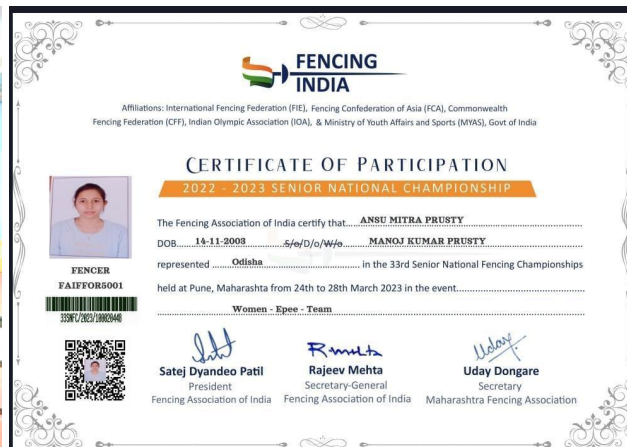 FENCING
INDIA
Affiliations: International Fencing Federation (FIE), Fencing Confederation of Asia (FCA), Commonwealth
Fencing Federation (CFF), Indian Olympic Association (IOA), & Ministry of Youth Affairs and Sports (MYAS), Govt of India
CERTIFICATE OF PARTICIPATION
2022 - 2023 SENIOR NATIONAL CHAMPIONSHIP
The Fencing Association of India certify that.... ANSU MITRA PRUSTY
DOB...... 14-11-2003 S/o/D/o/W/o.... MANOJ KUMAR PRUSTY
represented ..... Odisha ..... in the 33rd Senior National Fencing Championships
held at Pune, Maharashtra from 24th to 28th March 2023 in the event.....
Women - Epee - Team
FENCER
FAIFFOR5001
33SNFC/2023/100020448
Satej Dyandeo Patil
President
Fencing Association of India
Rajeev Mehta
Secretary-General
Fencing Association of India
Uday Dongare
Secretary
Maharashtra Fencing Association